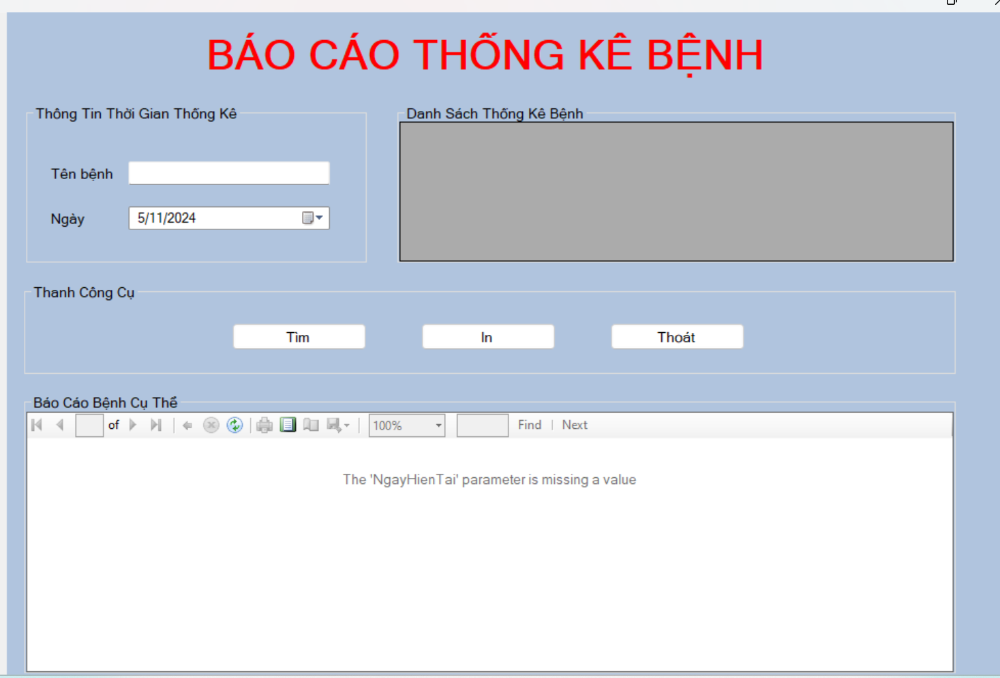 BÁO CÁO THỐNG KÊ BỆNH
Thông Tin Thời Gian Thống Kê
Tên bệnh
Ngày
5/11/2024
Danh Sách Thống Kê Bệnh
Thanh Công Cụ
Tìm
In
Thoát
Báo Cáo Bệnh Cụ Thể
of
100%
Find
Next
The 'NgayHienTai' parameter is missing a value